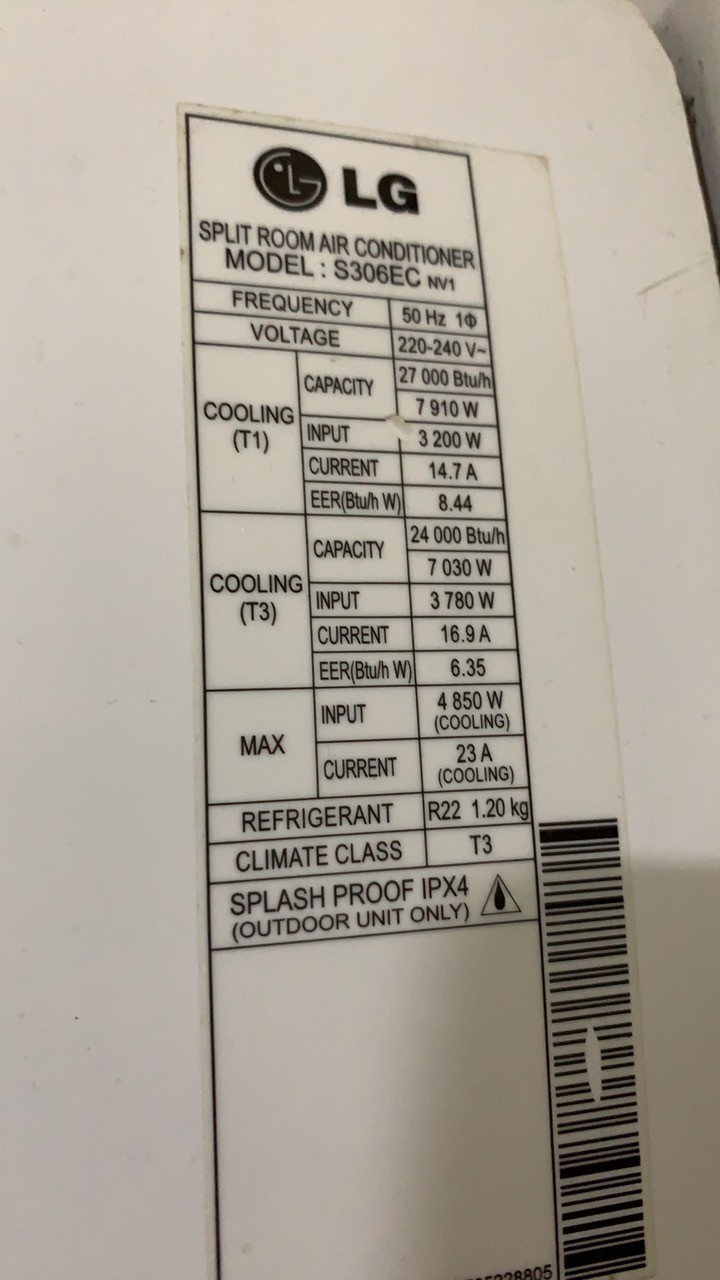 LG
SPLIT ROOM AIR CONDITIONER
MODEL : S306EC NV1
FREQUENCY 50 Hz 1Φ
VOLTAGE 220-240 V~
COOLING (T1)
CAPACITY 27 000 Btu/h
7 910 W
INPUT 3 200 W
CURRENT 14.7 A
EER(Btu/h W) 8.44
COOLING (T3)
CAPACITY 24 000 Btu/h
7 030 W
INPUT 3 780 W
CURRENT 16.9 A
EER(Btu/h W) 6.35
MAX
INPUT 4 850 W
(COOLING)
CURRENT 23 A
(COOLING)
REFRIGERANT R22 1.20 kg
CLIMATE CLASS T3
SPLASH PROOF IPX4
(OUTDOOR UNIT ONLY)